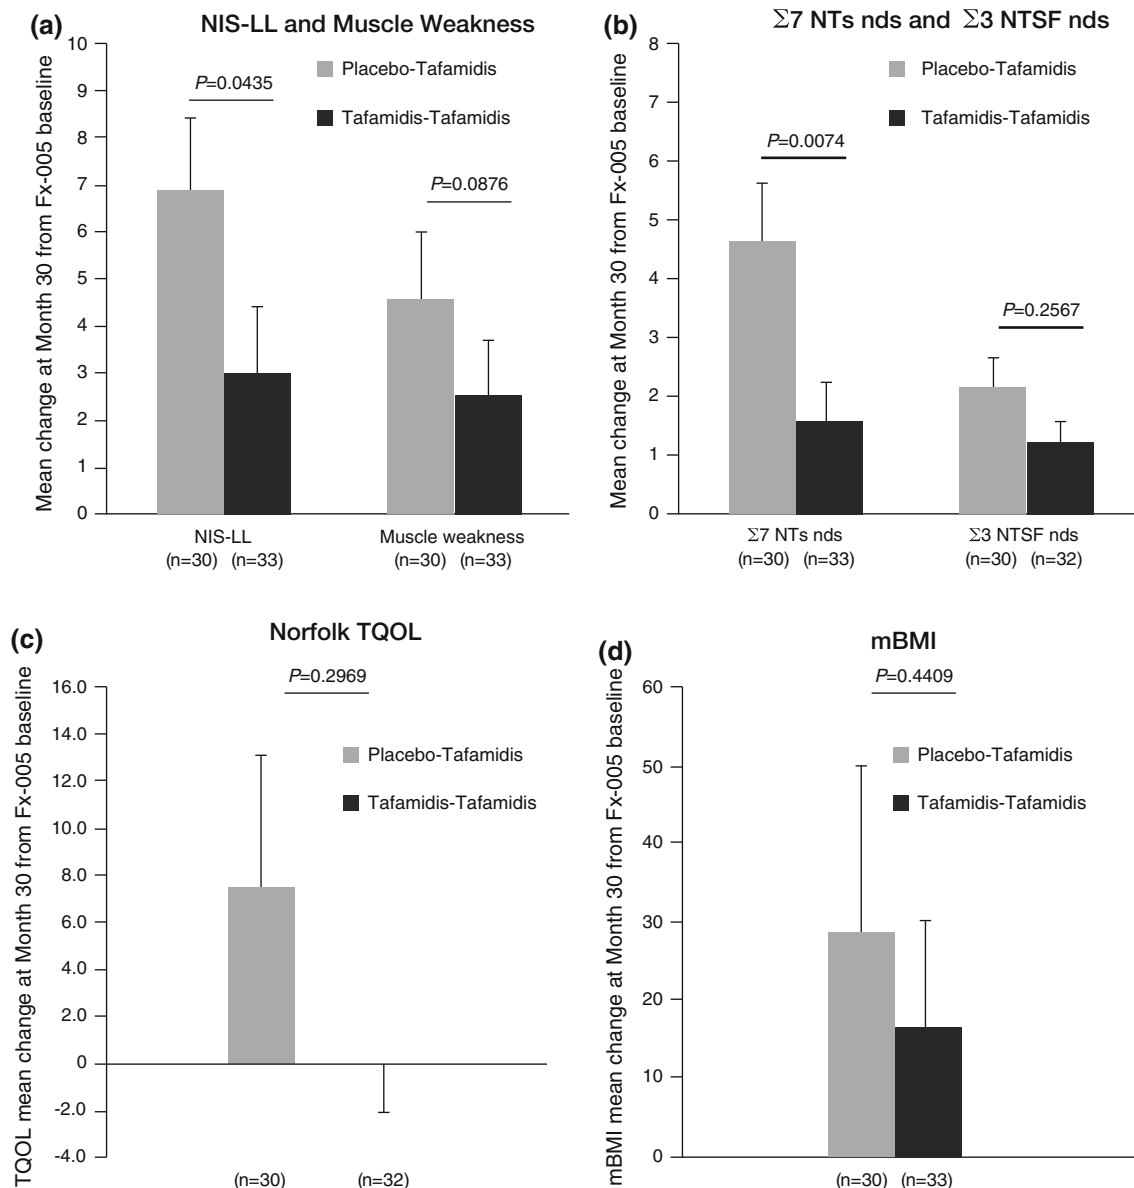 (a)
NIS-LL and Muscle Weakness
Mean change at Month 30 from Fx-005 baseline
10
9
8
7
6
5
4
3
2
1
0
Placebo-Tafamidis
Tafamidis-Tafamidis
P=0.0435
P=0.0876
NIS-LL
Muscle weakness
(n=30) (n=33)
(n=30) (n=33)
(b)
Σ7 NTs nds and Σ3 NTSF nds
Mean change at Month 30 from Fx-005 baseline
8
7
6
5
4
3
2
1
0
Placebo-Tafamidis
Tafamidis-Tafamidis
P=0.0074
P=0.2567
Σ7 NTs nds
Σ3 NTSF nds
(n=30) (n=33)
(n=30) (n=32)
(c)
Norfolk TQOL
TQOL mean change at Month 30 from Fx-005 baseline
16.0
14.0
12.0
10.0
8.0
6.0
4.0
2.0
0
-2.0
-4.0
P=0.2969
Placebo-Tafamidis
Tafamidis-Tafamidis
(n=30) (n=32)
(d)
mBMI
mBMI mean change at Month 30 from Fx-005 baseline
60
50
40
30
20
10
0
P=0.4409
Placebo-Tafamidis
Tafamidis-Tafamidis
(n=30) (n=33)